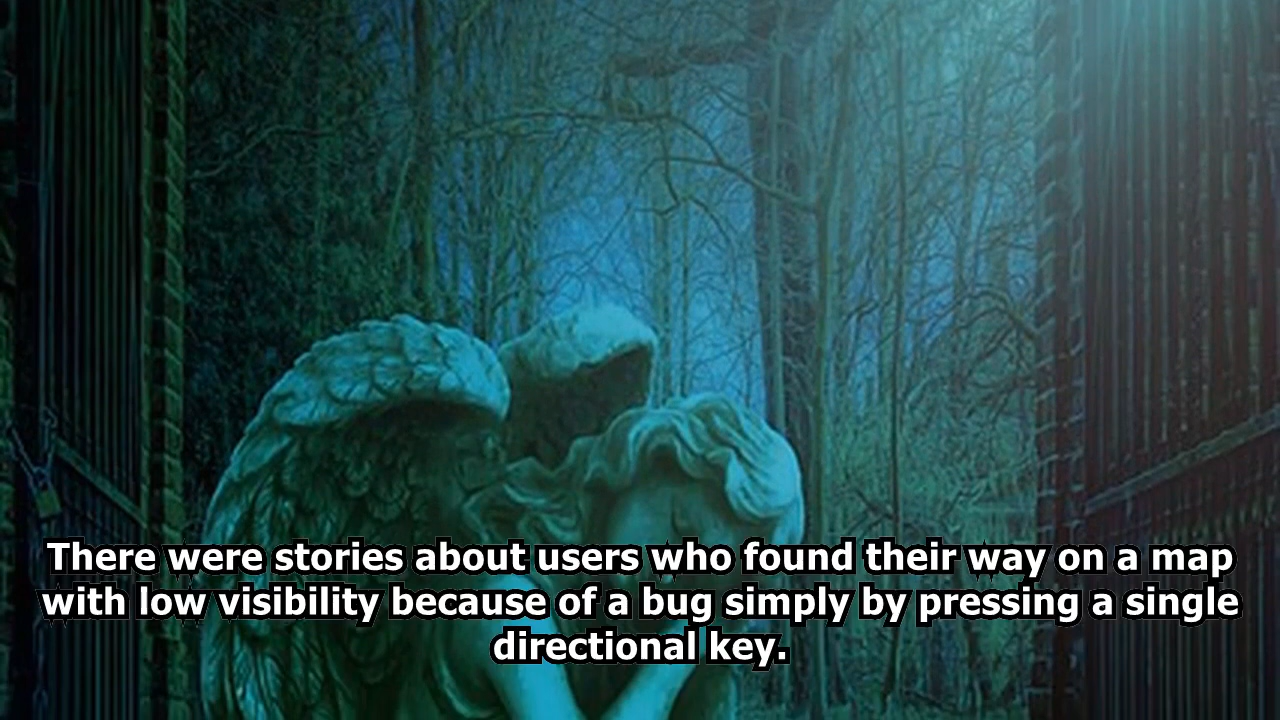 There were stories about users who found their way on a map
with low visibility because of a bug simply by pressing a single
directional key.